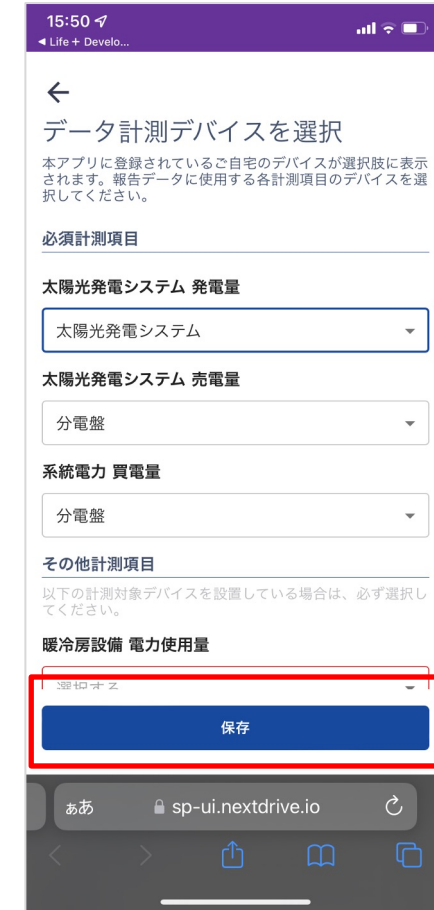 15:50
◀ Life + Develo...
データ計測デバイスを選択
本アプリに登録されているご自宅のデバイスが選択肢に表示
されます。報告データに使用する各計測項目のデバイスを選
択してください。
必須計測項目
太陽光発電システム 発電量
太陽光発電システム
太陽光発電システム 売電量
分電盤
系統電力 買電量
分電盤
その他計測項目
以下の計測対象デバイスを設置している場合は、必ず選択し
てください。
暖冷房設備 電力使用量
選択する
保存
ぁあ
sp-ui.nextdrive.io